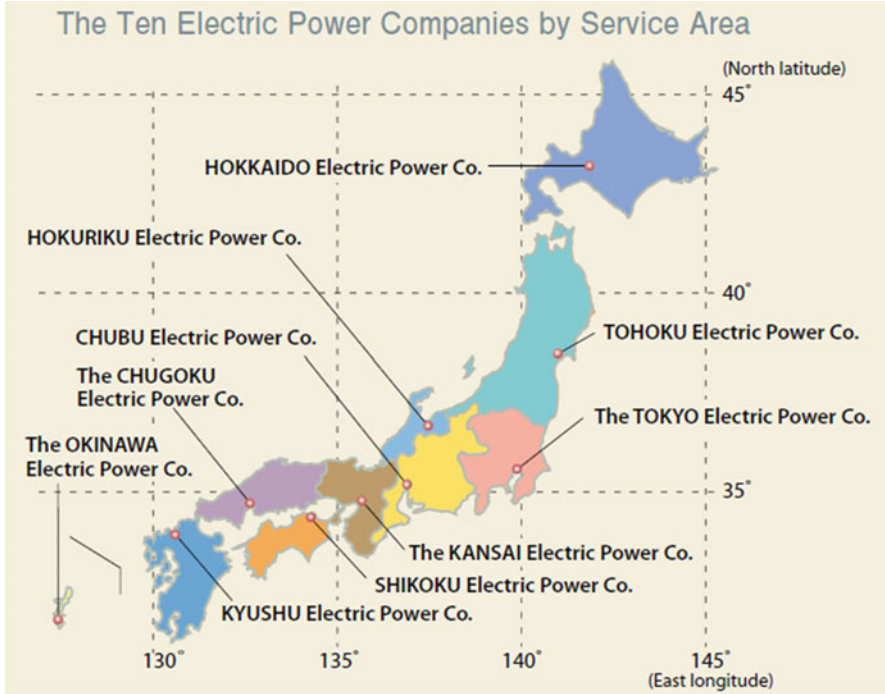 The Ten Electric Power Companies by Service Area
(North latitude)
45°
HOKKAIDO Electric Power Co.
HOKURIKU Electric Power Co.
40°
CHUBU Electric Power Co.
TOHOKU Electric Power Co.
The CHUGOKU
Electric Power Co.
The TOKYO Electric Power Co.
The OKINAWA
Electric Power Co.
35°
The KANSAI Electric Power Co.
SHIKOKU Electric Power Co.
KYUSHU Electric Power Co.
130°
135°
140°
145°
(East longitude)